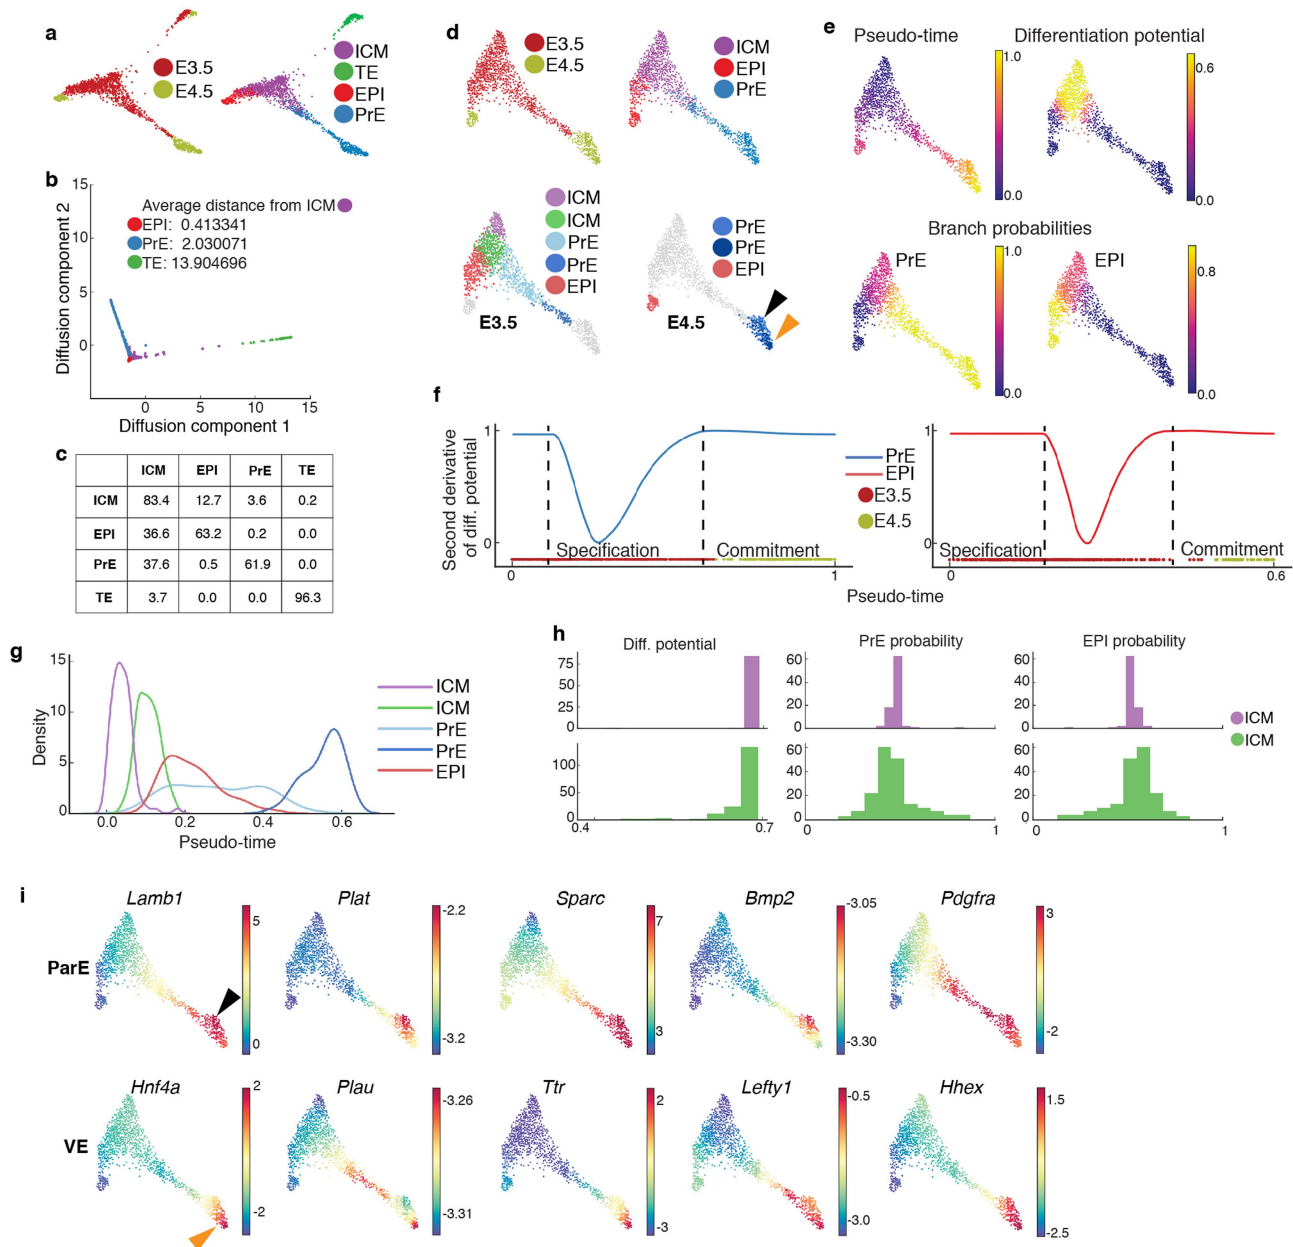 a
E3.5
E4.5
ICM
TE
EPI
PrE
b
Diffusion component 2
15
10
5
0
Average distance from ICM
EPI: 0.413341
PrE: 2.030071
TE: 13.904696
0 5 10 15
Diffusion component 1
c
ICM EPI PrE TE
ICM 83.4 12.7 3.6 0.2
EPI 36.6 63.2 0.2 0.0
PrE 37.6 0.5 61.9 0.0
TE 3.7 0.0 0.0 96.3
d
E3.5
E4.5
ICM
EPI
PrE
ICM
ICM
PrE
PrE
EPI
E3.5
PrE
PrE
EPI
E4.5
e
Pseudo-time
1.0
0.0
Differentiation potential
0.6
0.0
Branch probabilities
PrE
1.0
0.0
EPI
0.8
0.0
f
Second derivative
of diff. potential
1
0
Specification
Commitment
0 1
PrE
EPI
E3.5
E4.5
1
0
Specification
Commitment
0 0.6
Pseudo-time
g
Density
15
10
5
0
0.0 0.2 0.4 0.6
Pseudo-time
ICM
ICM
PrE
PrE
EPI
h
Diff. potential
75
50
25
0
100
50
0
0.4 0.7
PrE probability
60
40
20
0
60
40
20
0
0 1
EPI probability
60
40
20
0
60
40
20
0
0 1
ICM
ICM
i
ParE
Lamb1
5
0
Plat
-2.2
-3.2
Sparc
7
3
Bmp2
-3.05
-3.30
Pdgfra
3
-2
VE
Hnf4a
2
-2
Plau
-3.26
-3.31
Ttr
2
-3
Lefty1
-0.5
-3.0
Hhex
1.5
-2.5